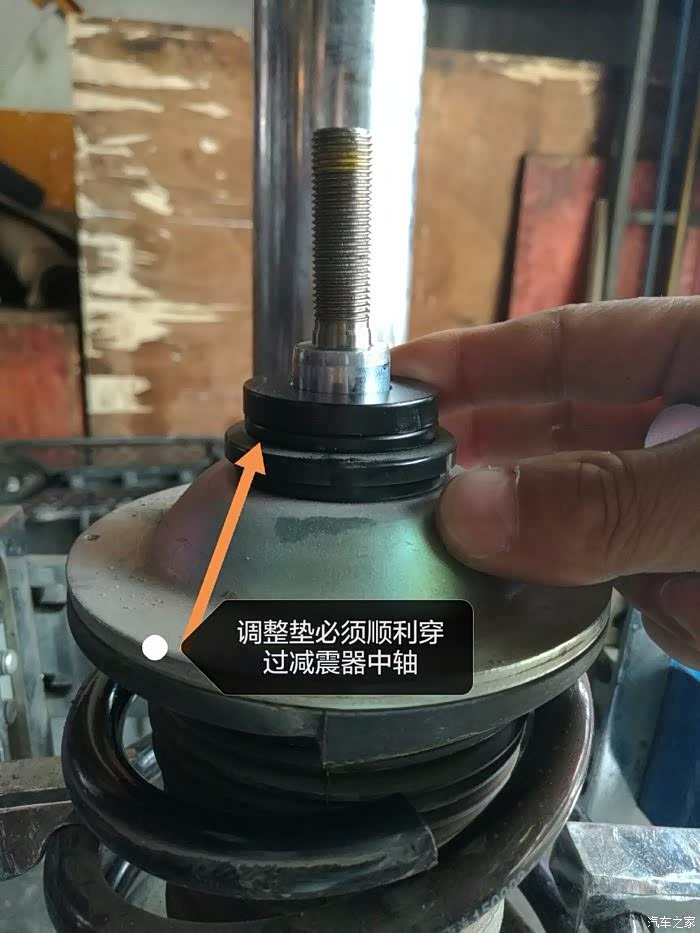 调整垫必须顺利穿
过减震器中轴
汽车之家